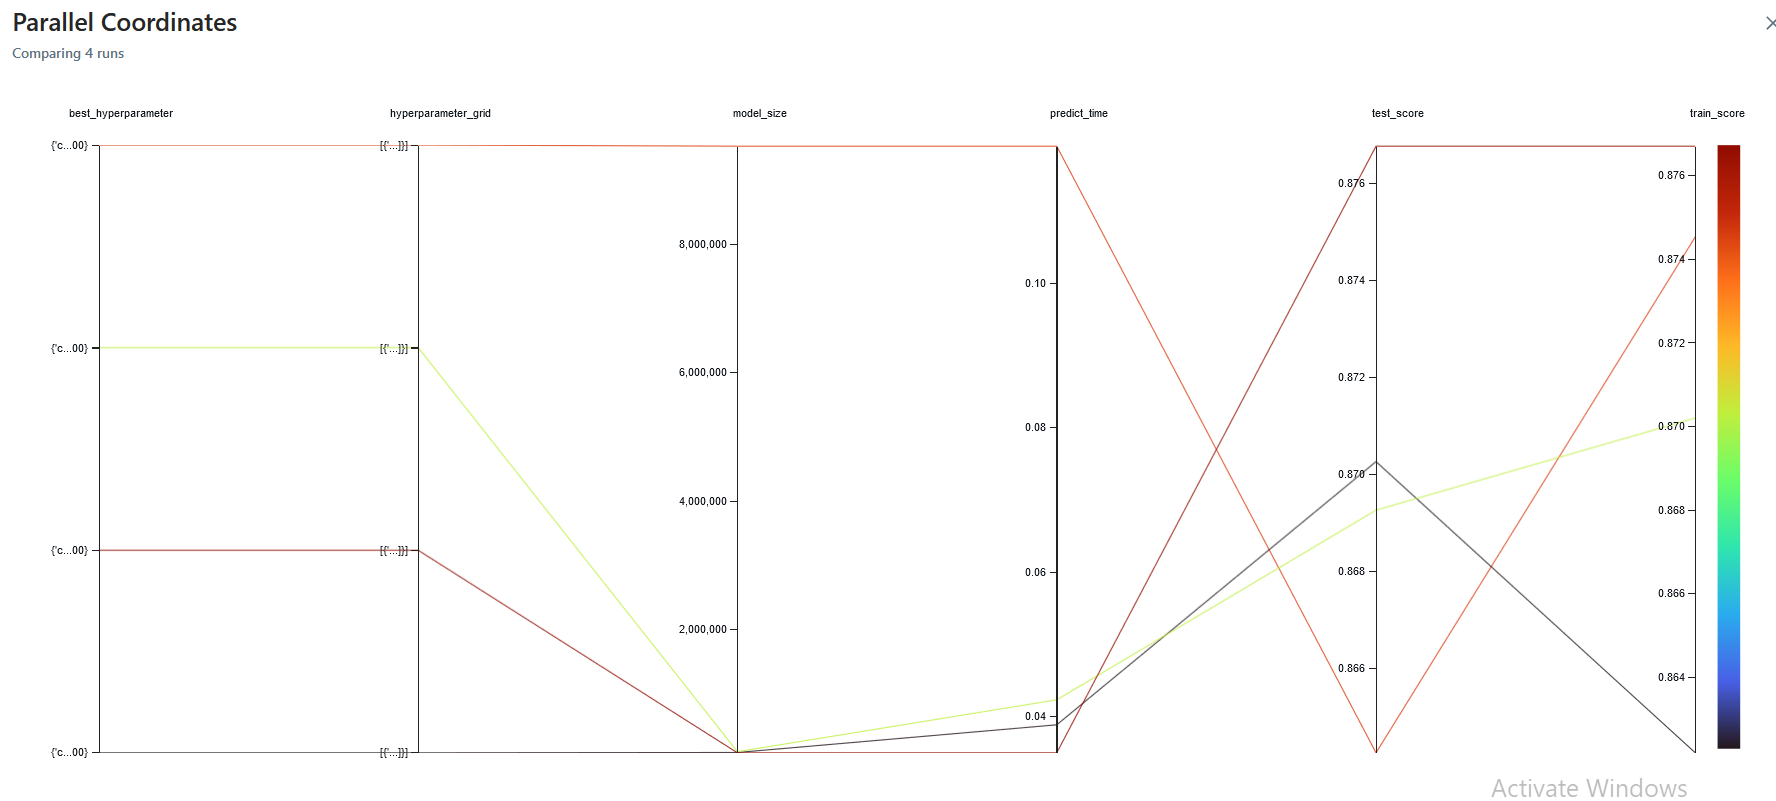 Parallel Coordinates
Comparing 4 runs
best_hyperparameter hyperparameter_grid model_size predict_time test_score train_score
{'c...00} [{'...]}]
0.876 0.876
8,000,000
0.874 0.874
0.10
{'c...00} [{'...]}] 0.872
6,000,000 0.872
0.08 0.870
0.870
4,000,000 0.868
{'c...00} [{'...]}]
0.06 0.868 0.866
2,000,000
0.866 0.864
0.04
{'c...00} [{'...]}]
Activate Windows